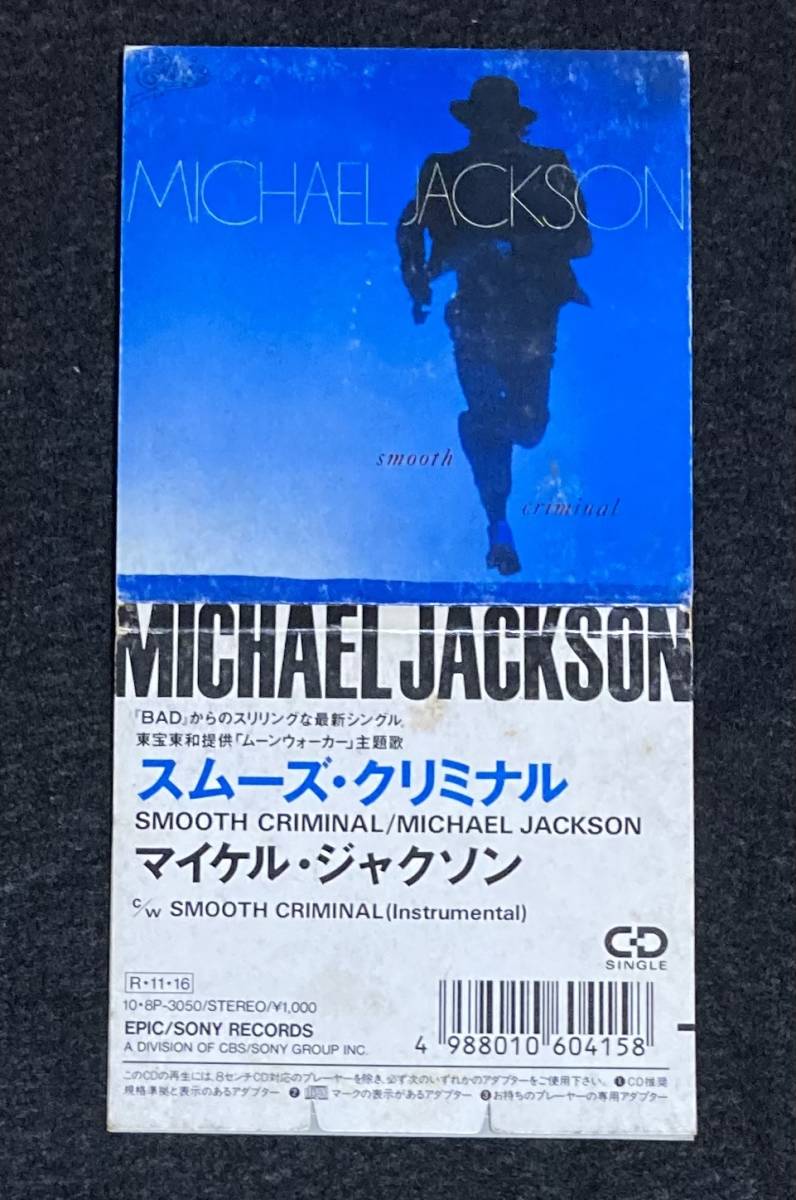 Epic
MICHAEL JACKSON
smooth
criminal
MICHAEL JACKSON
『BAD』からのスリリングな最新シングル。
東宝東和提供「ムーンウォーカー」主題歌
スムーズ・クリミナル
SMOOTH CRIMINAL/MICHAEL JACKSON
マイケル・ジャクソン
c/w SMOOTH CRIMINAL(Instrumental)
CD
SINGLE
R・11・16
10・8P-3050/STEREO/¥1,000
EPIC/SONY RECORDS
A DIVISION OF CBS/SONY GROUP INC.
4 988010 604158
このCDの再生には、8センチCD対応のプレーヤーを除き、必ず次のいずれかのアダプターをご使用下さい。 ❶CD推奨
規格準拠と表示のあるアダプター ❷ マークの表示があるアダプター ❸お持ちのプレーヤーの専用アダプター